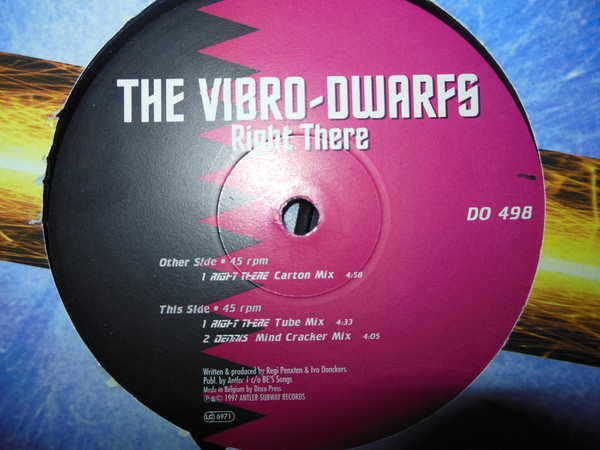 THE VIBRO-DWARFS
Right There
DO 498
Other Side • 45 rpm
1 RIGHT THERE Carton Mix 4:58
This Side • 45 rpm
1 RIGHT THERE Tube Mix 4:33
2 DENNIS Mind Cracker Mix 4:05
Written & produced by Regi Penxten & Ivo Donckers
Publ. by Antler 1 c/o BE'S Songs
Made in Belgium by Disco Press
℗&© 1997 ANTLER SUBWAY RECORDS
LC 6971